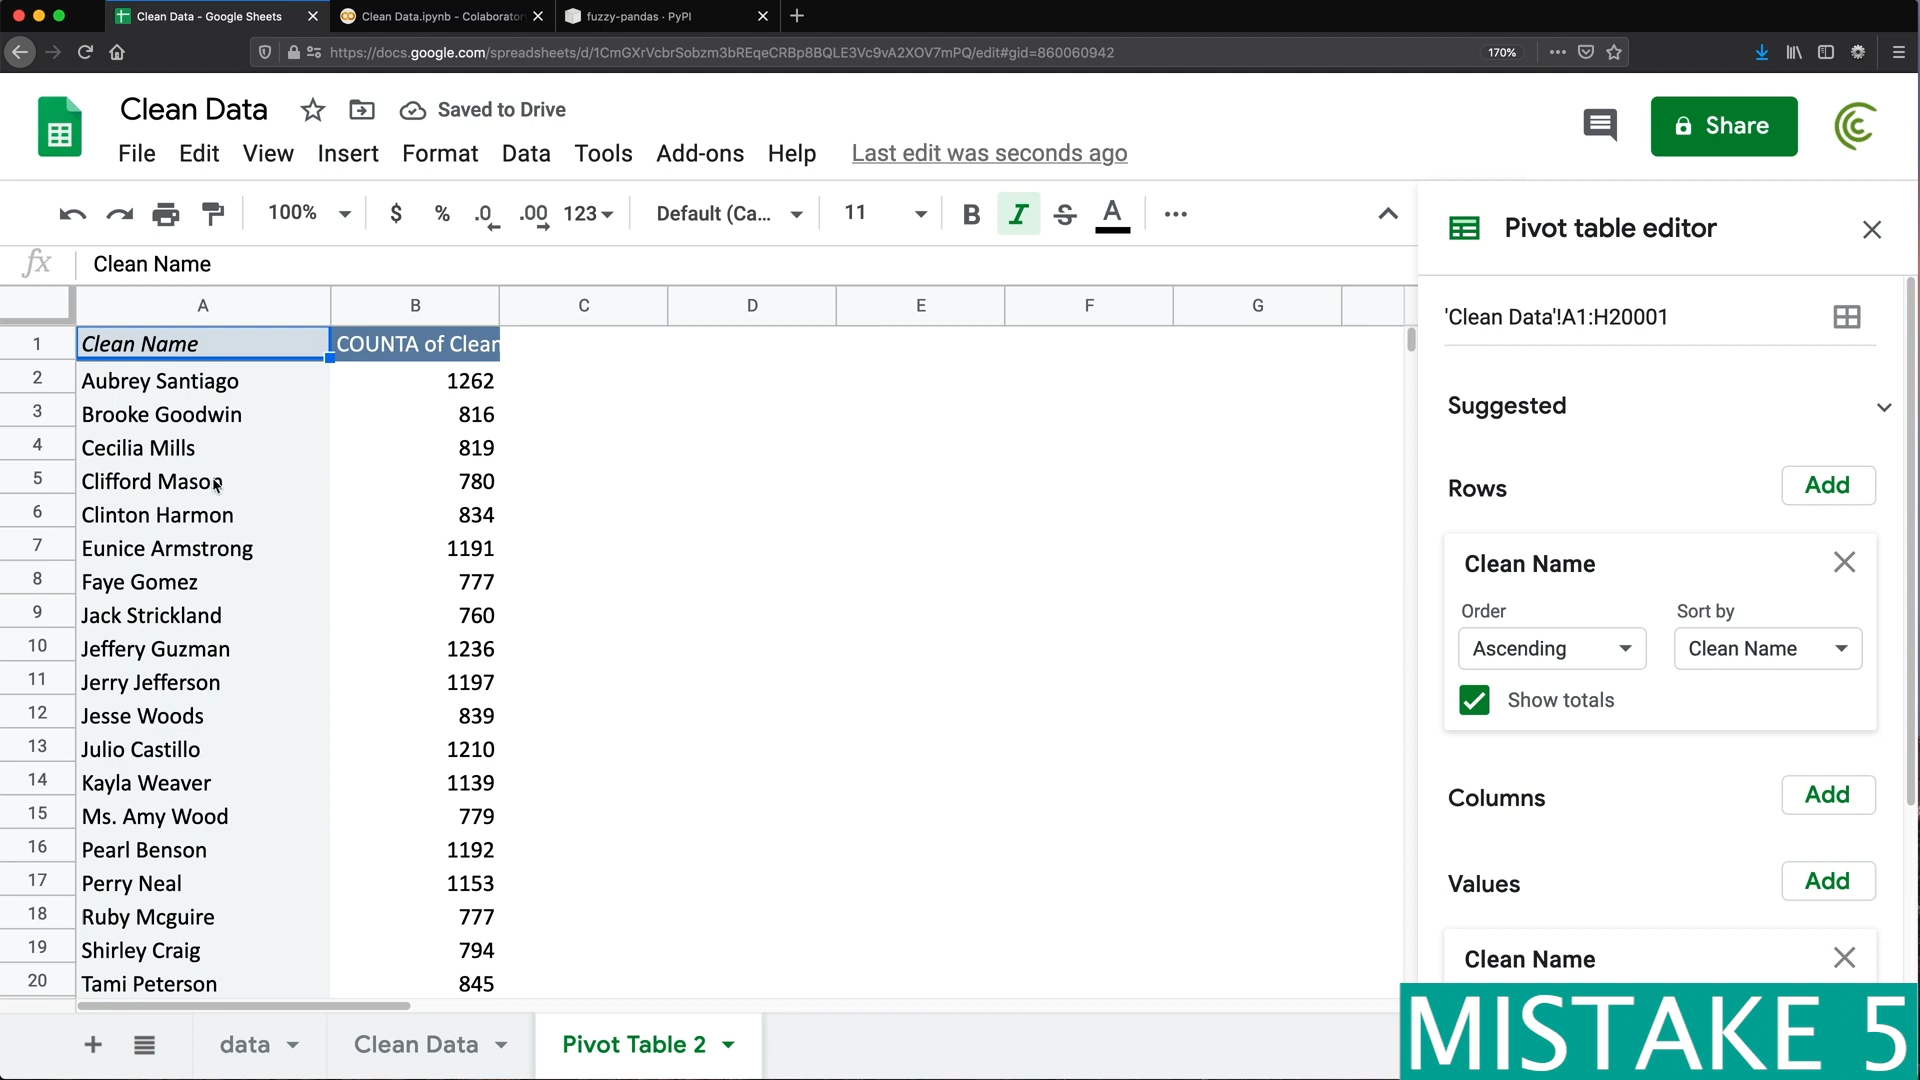 Clean Data - Google Sheets
Clean Data.ipynb - Colaborator
fuzzy-pandas · PyPI
https://docs.google.com/spreadsheets/d/1CmGXrVcbrSobzm3bREqeCRBp8BQLE3Vc9vA2XOV7mPQ/edit#gid=860060942
170%
Clean Data
Saved to Drive
Share
File Edit View Insert Format Data Tools Add-ons Help
Last edit was seconds ago
100%
$ % .0 .00 123
Default (Ca...
11
B I S A
Pivot table editor
fx Clean Name
A B C D E F G
1 Clean Name COUNTA of Clean
2 Aubrey Santiago 1262
3 Brooke Goodwin 816
4 Cecilia Mills 819
5 Clifford Mason 780
6 Clinton Harmon 834
7 Eunice Armstrong 1191
8 Faye Gomez 777
9 Jack Strickland 760
10 Jeffery Guzman 1236
11 Jerry Jefferson 1197
12 Jesse Woods 839
13 Julio Castillo 1210
14 Kayla Weaver 1139
15 Ms. Amy Wood 779
16 Pearl Benson 1192
17 Perry Neal 1153
18 Ruby Mcguire 777
19 Shirley Craig 794
20 Tami Peterson 845
'Clean Data'!A1:H20001
Suggested
Rows Add
Clean Name
Order Sort by
Ascending Clean Name
Show totals
Columns Add
Values Add
Clean Name
data Clean Data Pivot Table 2
MISTAKE 5